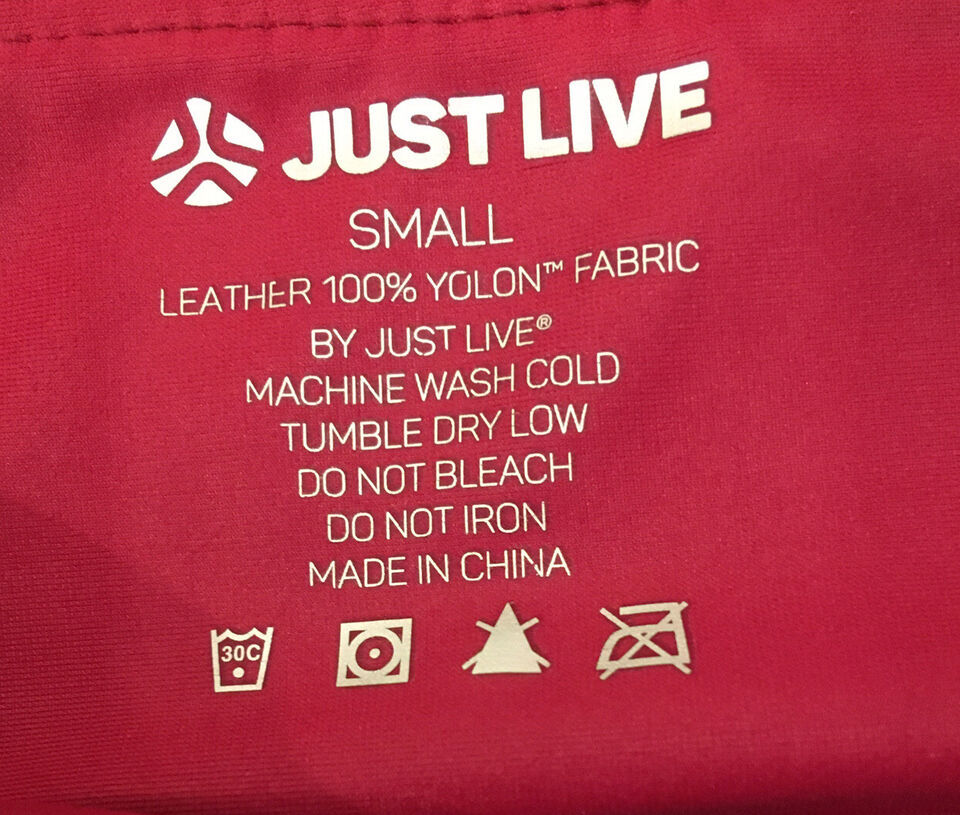 JUST LIVE
SMALL
LEATHER 100% YOLON™ FABRIC
BY JUST LIVE®
MACHINE WASH COLD
TUMBLE DRY LOW
DO NOT BLEACH
DO NOT IRON
MADE IN CHINA
30C